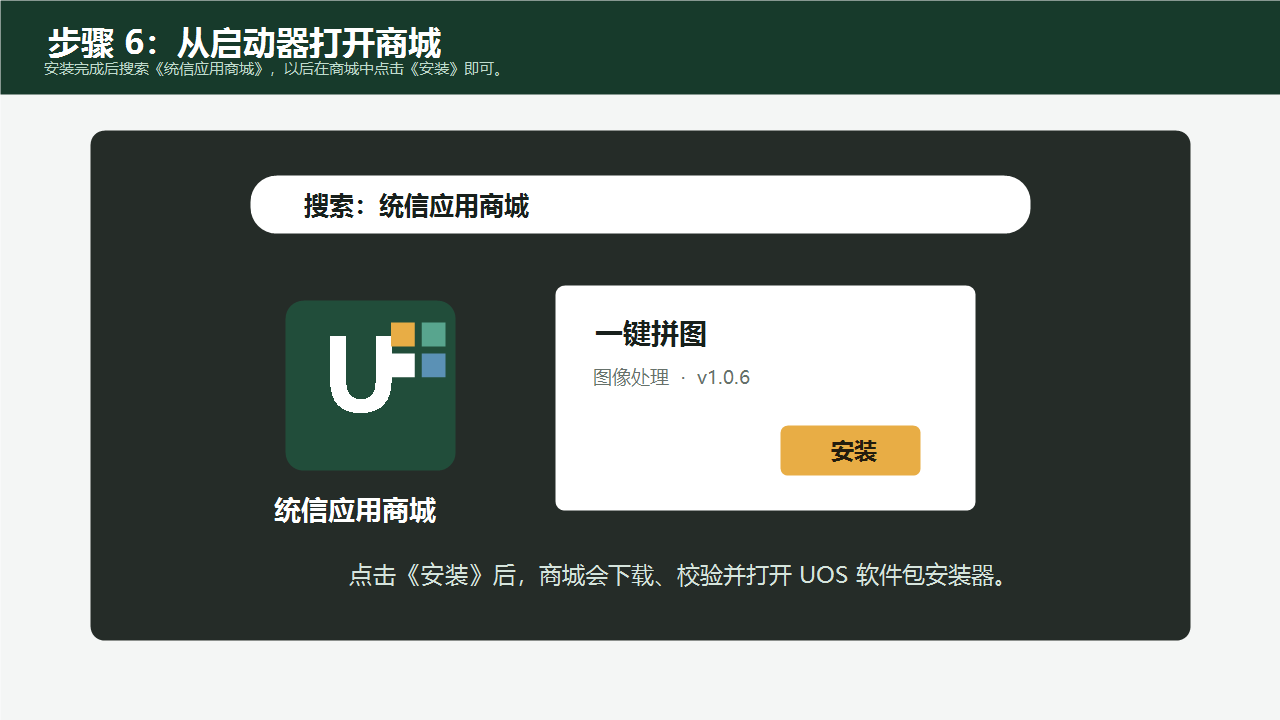 步骤 6：从启动器打开商城
安装完成后搜索《统信应用商城》，以后在商城中点击《安装》即可。
搜索：统信应用商城
U
统信应用商城
一键拼图
图像处理 · v1.0.6
安装
点击《安装》后，商城会下载、校验并打开 UOS 软件包安装器。